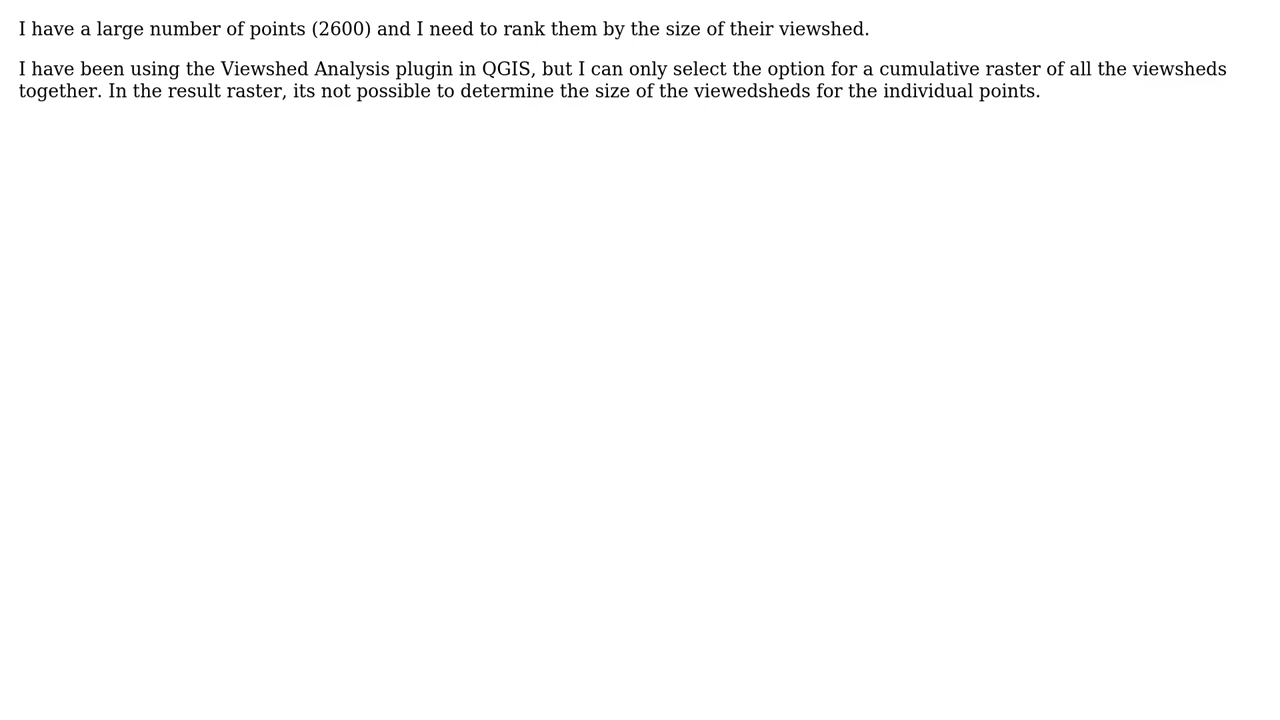 I have a large number of points (2600) and I need to rank them by the size of their viewshed.
I have been using the Viewshed Analysis plugin in QGIS, but I can only select the option for a cumulative raster of all the viewsheds
together. In the result raster, its not possible to determine the size of the viewedsheds for the individual points.